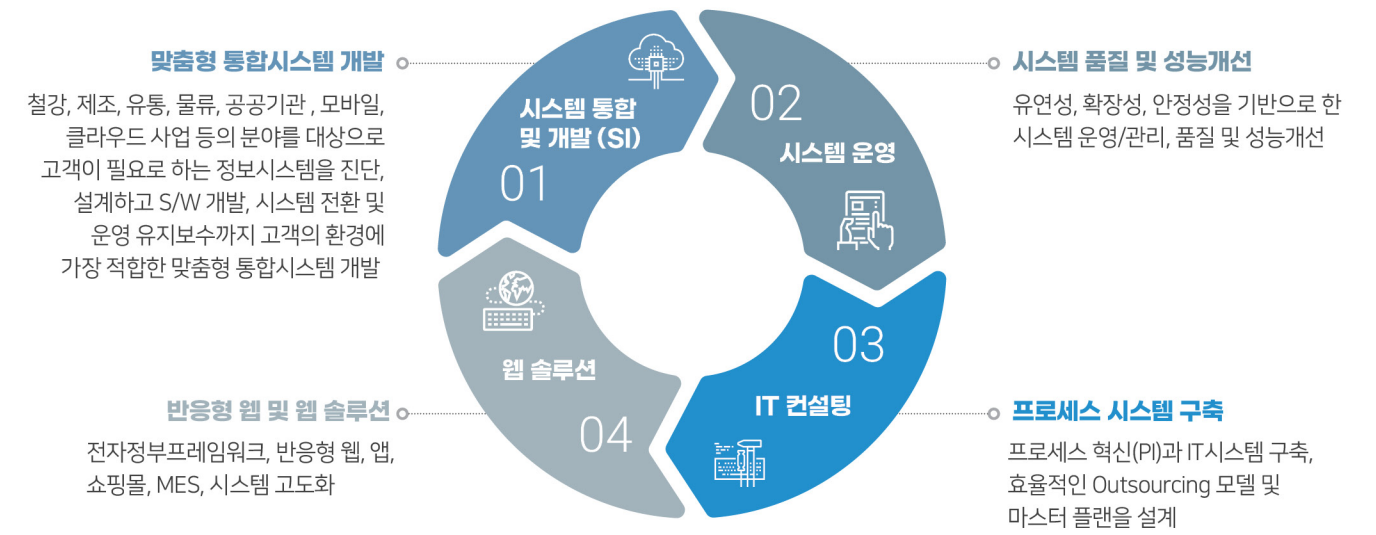 맞춤형 통합시스템 개발
철강, 제조, 유통, 물류, 공공기관 , 모바일,
클라우드 사업 등의 분야를 대상으로
고객이 필요로 하는 정보시스템을 진단,
설계하고 S/W 개발, 시스템 전환 및
운영 유지보수까지 고객의 환경에
가장 적합한 맞춤형 통합시스템 개발
시스템 통합
및 개발 (SI)
01
02
시스템 운영
시스템 품질 및 성능개선
유연성, 확장성, 안정성을 기반으로 한
시스템 운영/관리, 품질 및 성능개선
03
IT 컨설팅
프로세스 시스템 구축
프로세스 혁신(PI)과 IT시스템 구축,
효율적인 Outsourcing 모델 및
마스터 플랜을 설계
웹 솔루션
04
반응형 웹 및 웹 솔루션
전자정부프레임워크, 반응형 웹, 앱,
쇼핑몰, MES, 시스템 고도화